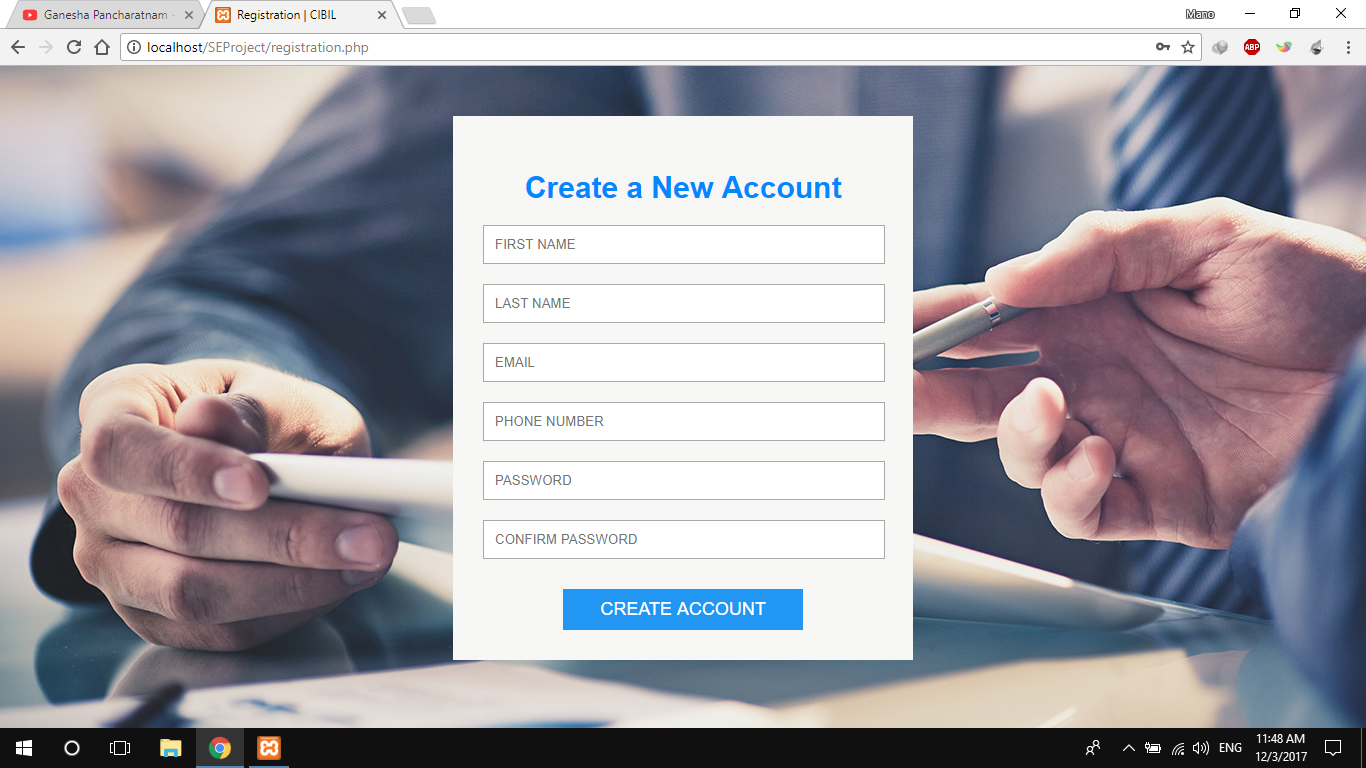 Ganesha Pancharatnam -
Registration | CIBIL
Mano
localhost/SEProject/registration.php
ABP
Create a New Account
FIRST NAME
LAST NAME
EMAIL
PHONE NUMBER
PASSWORD
CONFIRM PASSWORD
CREATE ACCOUNT
ENG
11:48 AM
12/3/2017